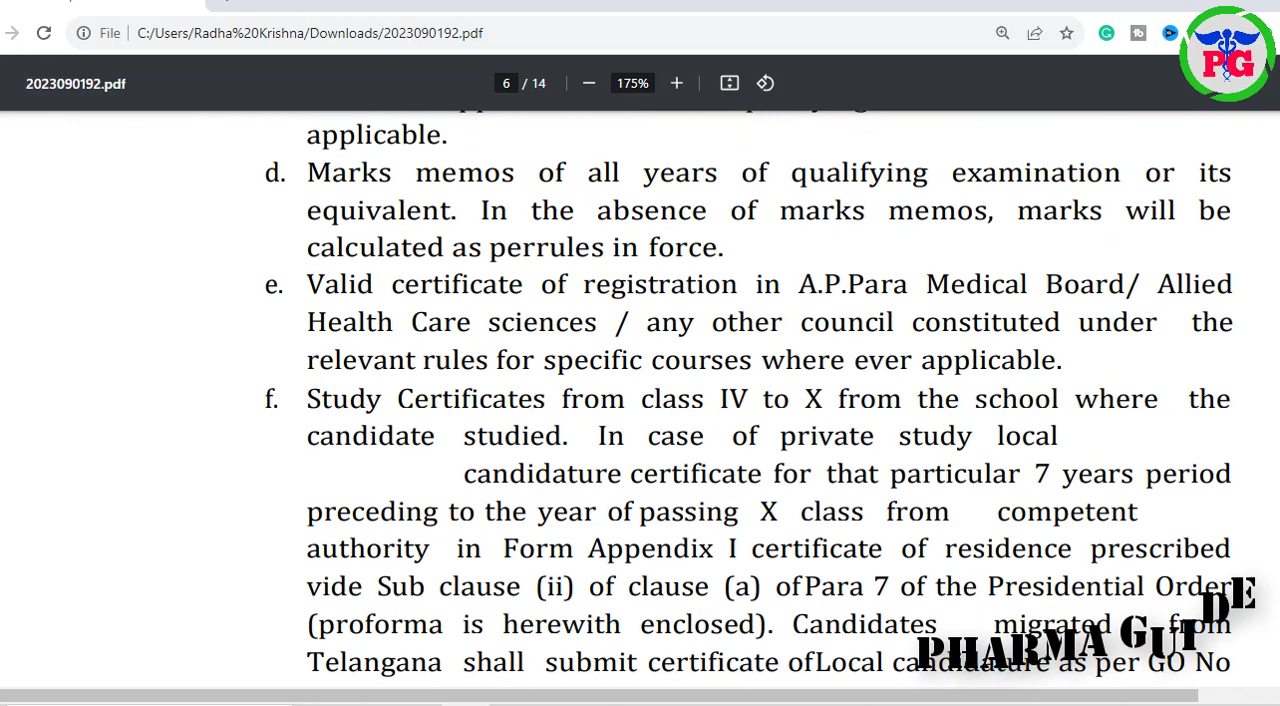 File
C:/Users/Radha%20Krishna/Downloads/2023090192.pdf
PG
2023090192.pdf
6 / 14
175%
applicable.
d. Marks memos of all years of qualifying examination or its
equivalent. In the absence of marks memos, marks will be
calculated as perrules in force.
e. Valid certificate of registration in A.P.Para Medical Board/ Allied
Health Care sciences / any other council constituted under the
relevant rules for specific courses where ever applicable.
f. Study Certificates from class IV to X from the school where the
candidate studied. In case of private study local
candidature certificate for that particular 7 years period
preceding to the year of passing X class from competent
authority in Form Appendix I certificate of residence prescribed
vide Sub clause (ii) of clause (a) ofPara 7 of the Presidential Order
(proforma is herewith enclosed). Candidates migrated from
Telangana shall submit certificate ofLocal candidature as per GO No
PHARMA GUIDE